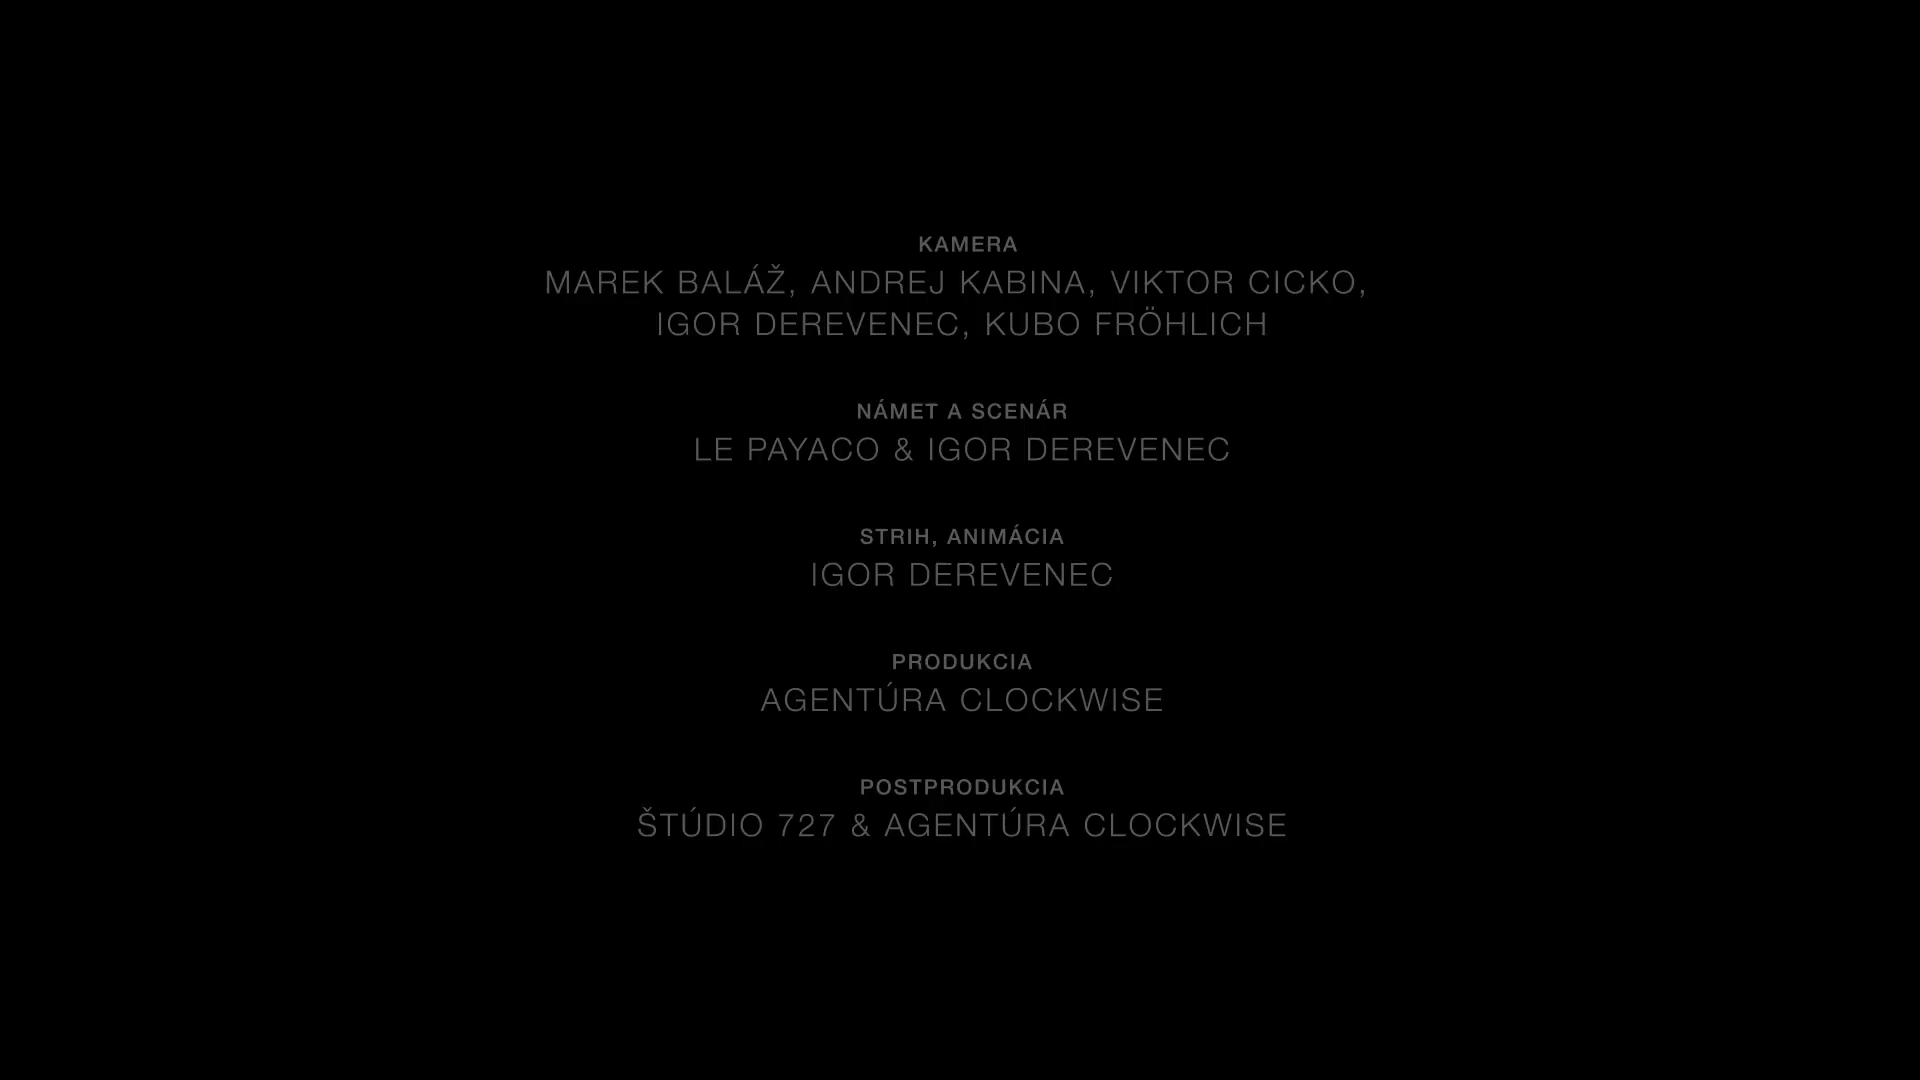 KAMERA
MAREK BALÁŽ, ANDREJ KABINA, VIKTOR CICKO,
IGOR DEREVENEC, KUBO FRÖHLICH
NÁMET A SCENÁR
LE PAYACO & IGOR DEREVENEC
STRIH, ANIMÁCIA
IGOR DEREVENEC
PRODUKCIA
AGENTÚRA CLOCKWISE
POSTPRODUKCIA
ŠTÚDIO 727 & AGENTÚRA CLOCKWISE